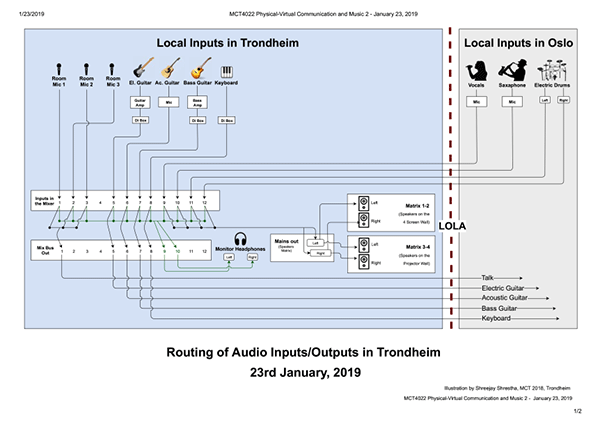 1/23/2019
MCT4022 Physical-Virtual Communication and Music 2 - January 23, 2019
Local Inputs in Trondheim
Local Inputs in Oslo
Room Mic 1
Room Mic 2
Room Mic 3
El. Guitar
Ac. Guitar
Bass Guitar
Keyboard
Vocals
Saxaphone
Electric Drums
Guitar Amp
Mic
Bass Amp
Mic
Mic
Left
Right
DI Box
DI Box
DI Box
Inputs in the Mixer
1 2 3 4 5 6 7 8 9 10 11 12
Left
Matrix 1-2
(Speakers on the 4 Screen Wall)
Right
LOLA
Mix Bus Out
1 2 3 4 5 6 7 8 9 10 11 12
Monitor Headphones
Left
Right
Mains out
(Speakers Matrix)
Left
Right
Left
Matrix 3-4
(Speakers on the Projector Wall)
Right
Talk
Electric Guitar
Acoustic Guitar
Bass Guitar
Keyboard
Routing of Audio Inputs/Outputs in Trondheim
23rd January, 2019
Illustration by Shreejay Shrestha, MCT 2018, Trondheim
MCT4022 Physical-Virtual Communication and Music 2 - January 23, 2019
1/2